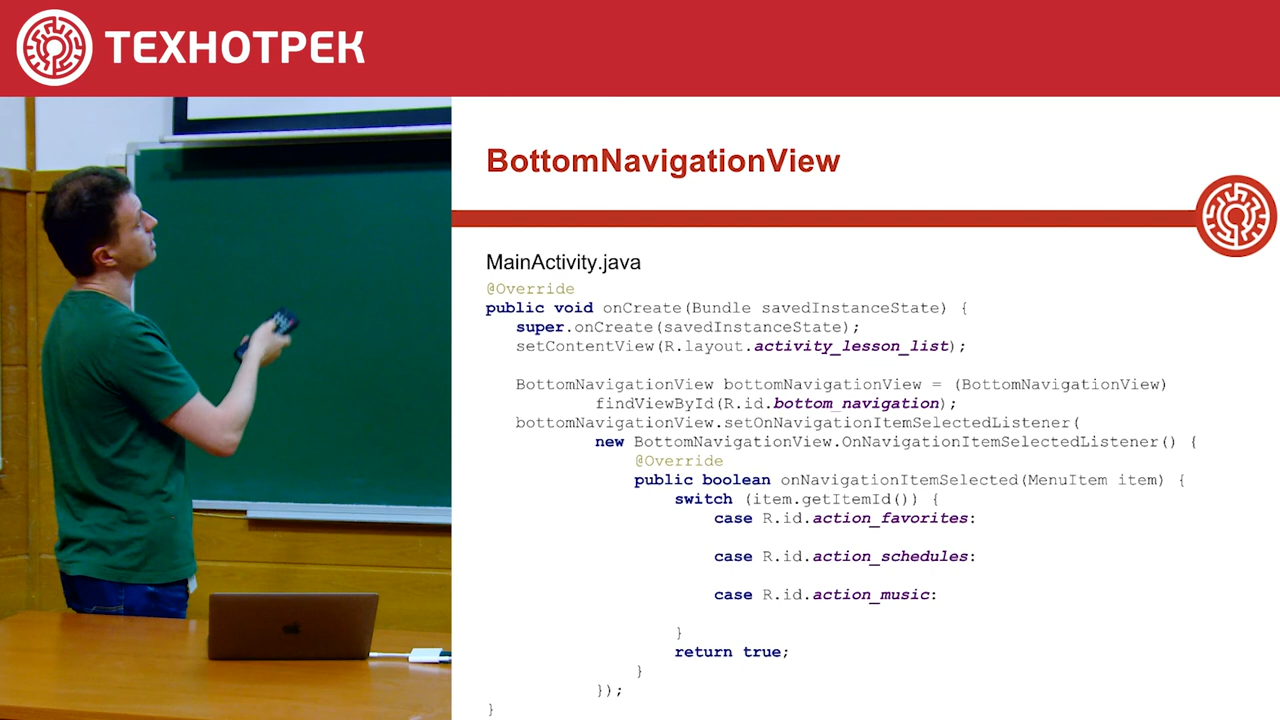 ТЕХНОТРЕК
BottomNavigationView
MainActivity.java
@Override
public void onCreate(Bundle savedInstanceState) {
super.onCreate(savedInstanceState);
setContentView(R.layout.activity_lesson_list);
BottomNavigationView bottomNavigationView = (BottomNavigationView)
findViewById(R.id.bottom_navigation);
bottomNavigationView.setOnNavigationItemSelectedListener(
new BottomNavigationView.OnNavigationItemSelectedListener() {
@Override
public boolean onNavigationItemSelected(MenuItem item) {
switch (item.getItemId()) {
case R.id.action_favorites:
case R.id.action_schedules:
case R.id.action_music:
}
return true;
}
});
}